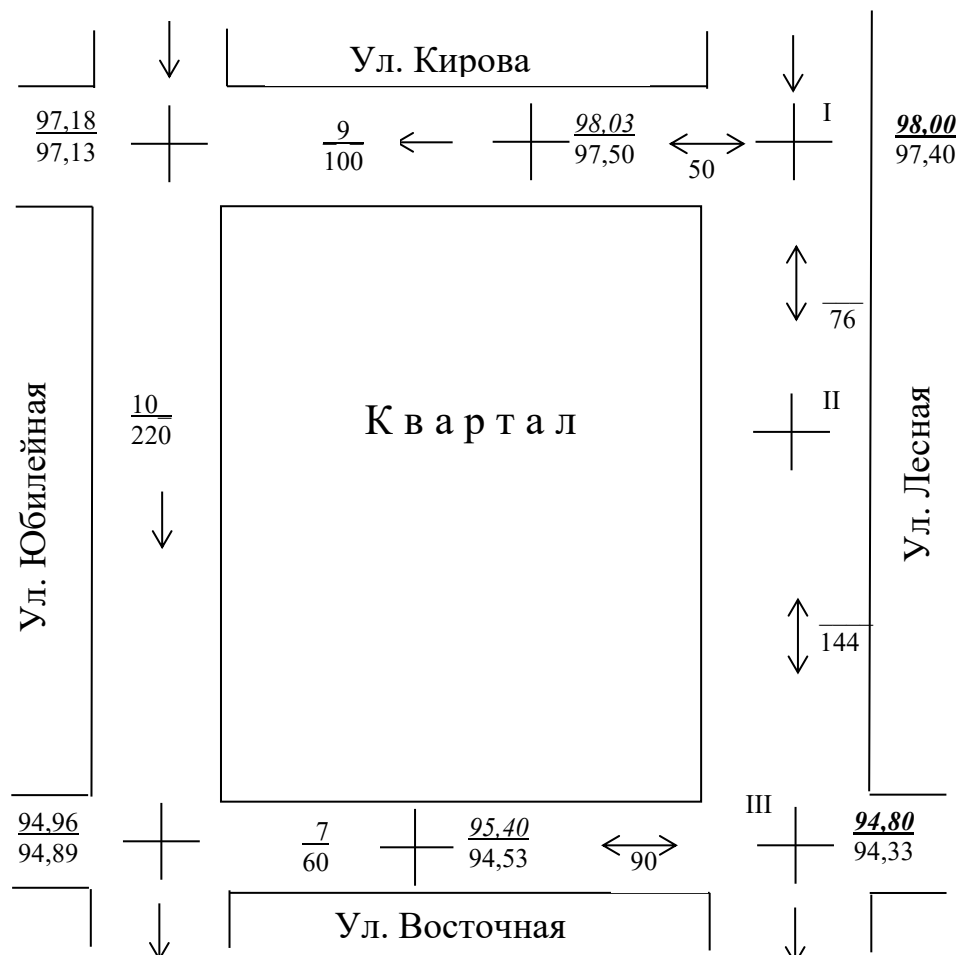 Ул. Кирова
97,18
97,13
9
100
98,03
97,50
50
I
98,00
97,40
76
Ул. Юбилейная
10
220
К в а р т а л
II
Ул. Лесная
144
94,96
94,89
7
60
95,40
94,53
90
III
94,80
94,33
Ул. Восточная